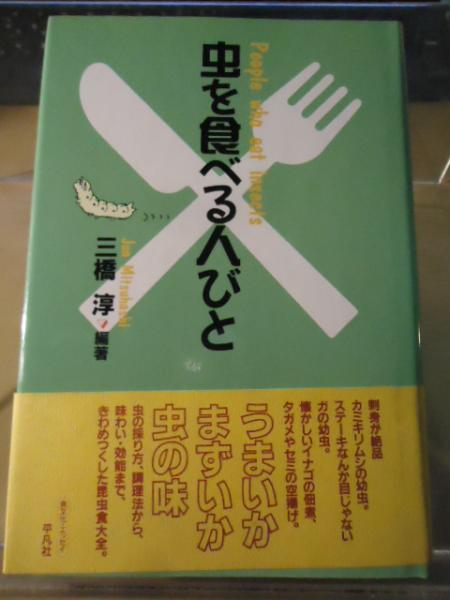 People who eat insects
虫を食べる人びと
Jun Mitsuhashi
三橋 淳 編著
刺身が絶品
カミキリムシの幼虫。
ステーキなんか目じゃない
ガの幼虫。
懐かしいイナゴの佃煮、
タガメやセミの空揚げ。
うまいか
まずいか
虫の味
虫の採り方、調理法から、
味わい・効能まで、
きわめつくした昆虫食大全。
平凡社